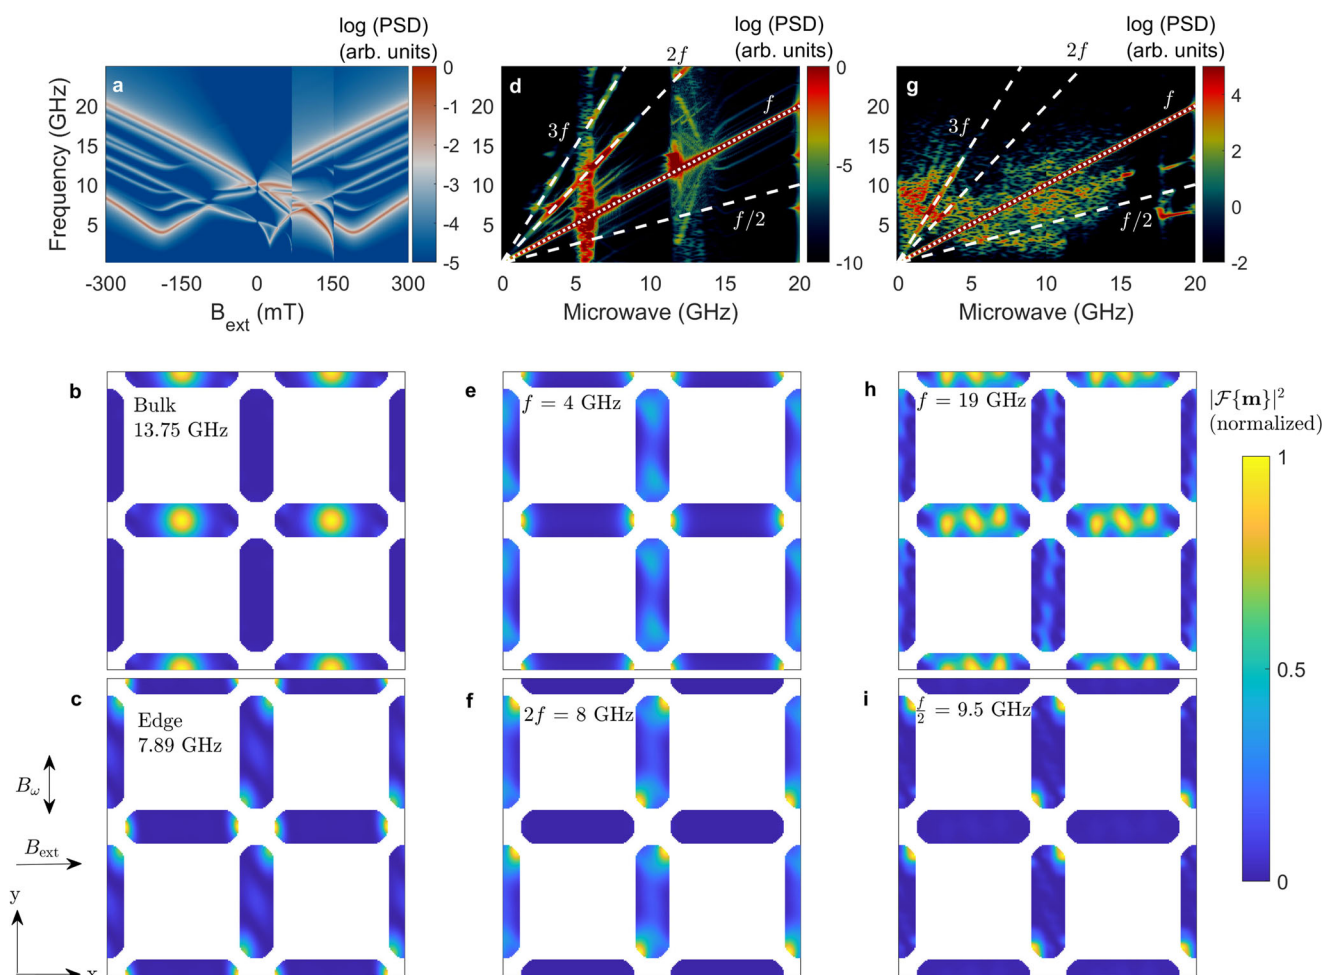 log (PSD)
(arb. units)
a
0
-1
-2
-3
-4
-5
Frequency (GHz)
20
15
10
5
-300
-150
0
150
300
B_ext (mT)
log (PSD)
(arb. units)
d
2f
3f
f
f/2
20
15
10
5
0
5
10
15
20
Microwave (GHz)
0
-5
-10
log (PSD)
(arb. units)
g
2f
3f
f
f/2
20
15
10
5
0
5
10
15
20
Microwave (GHz)
4
2
0
-2
b
Bulk
13.75 GHz
e
f = 4 GHz
h
f = 19 GHz
|ℱ{m}|²
(normalized)
1
0.5
0
c
Edge
7.89 GHz
f
2f = 8 GHz
i
f/2 = 9.5 GHz
B_ω
B_ext
y
x